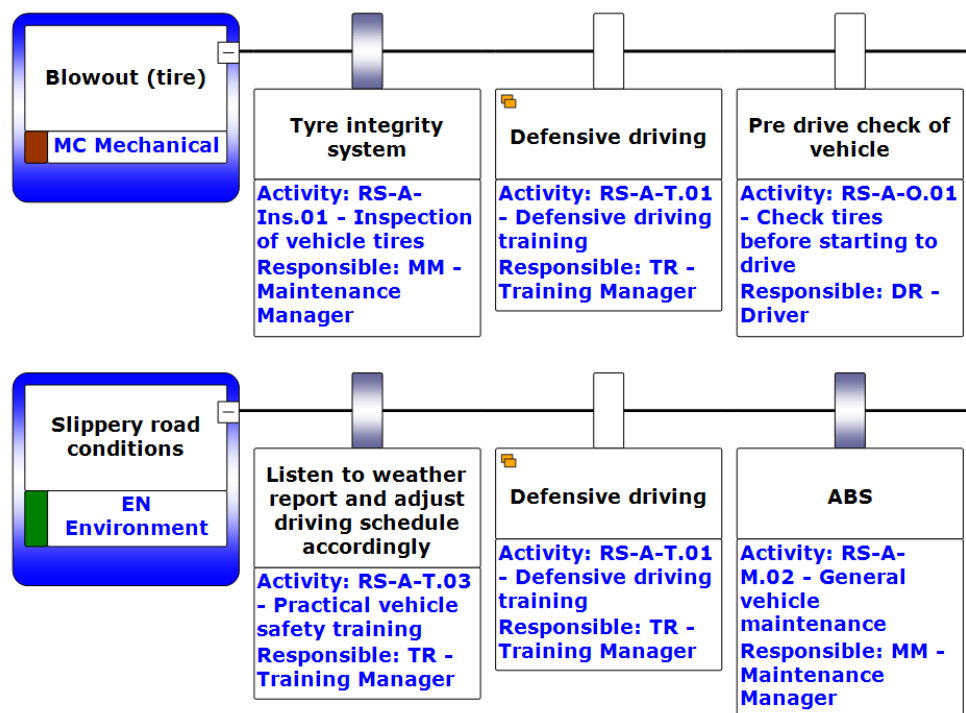 Blowout (tire)
MC Mechanical
Tyre integrity
system
Activity: RS-A-
Ins.01 - Inspection
of vehicle tires
Responsible: MM -
Maintenance
Manager
Defensive driving
Activity: RS-A-T.01
- Defensive driving
training
Responsible: TR -
Training Manager
Pre drive check of
vehicle
Activity: RS-A-O.01
- Check tires
before starting to
drive
Responsible: DR -
Driver
Slippery road
conditions
EN
Environment
Listen to weather
report and adjust
driving schedule
accordingly
Activity: RS-A-T.03
- Practical vehicle
safety training
Responsible: TR -
Training Manager
Defensive driving
Activity: RS-A-T.01
- Defensive driving
training
Responsible: TR -
Training Manager
ABS
Activity: RS-A-
M.02 - General
vehicle
maintenance
Responsible: MM -
Maintenance
Manager